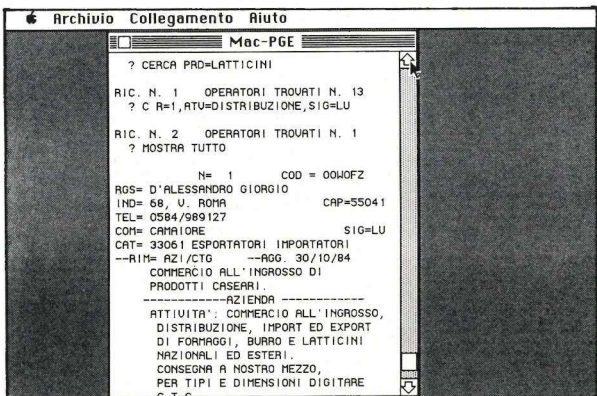 Archivio Collegamento Aiuto
Mac-PGE
? CERCA PRD=LATTICINI
RIC. N. 1 OPERATORI TROVATI N. 13
? C R=1,ATV=DISTRIBUZIONE,SIG=LU
RIC. N. 2 OPERATORI TROVATI N. 1
? MOSTRA TUTTO
N= 1 COD = 00WOFZ
RGS= D'ALESSANDRO GIORGIO
IND= 68, V. ROMA CAP=55041
TEL= 0584/989127
COM= CAMAIORE SIG=LU
CAT= 33061 ESPORTATORI IMPORTATORI
--RIM= AZI/CTG --AGG. 30/10/84
COMMERCIO ALL'INGROSSO DI
PRODOTTI CASEARI.
------------AZIENDA ------------
ATTIVITA': COMMERCIO ALL'INGROSSO,
DISTRIBUZIONE, IMPORT ED EXPORT
DI FORMAGGI, BURRO E LATTICINI
NAZIONALI ED ESTERI.
CONSEGNA A NOSTRO MEZZO,
PER TIPI E DIMENSIONI DIGITARE